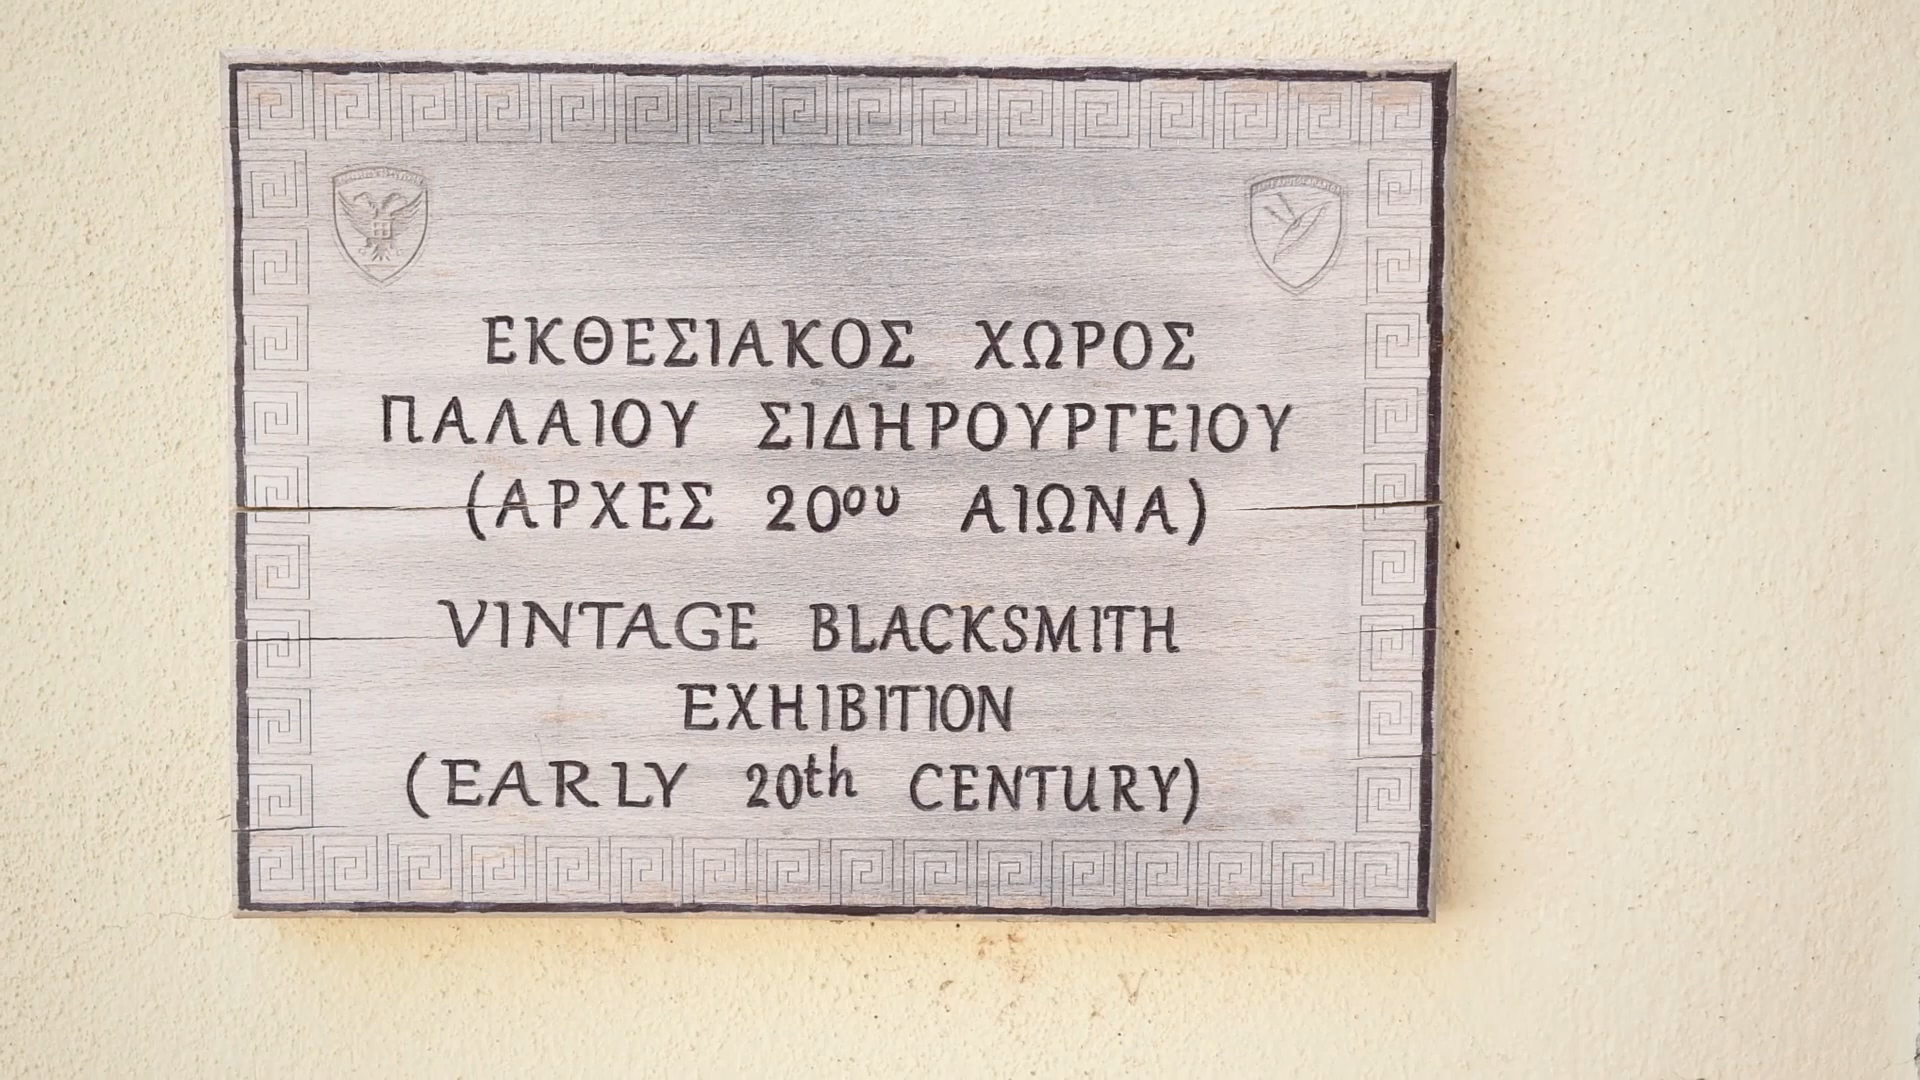 ΕΚΘΕΣΙΑΚΟΣ ΧΩΡΟΣ
ΠΑΛΑΙΟΥ ΣΙΔΗΡΟΥΡΓΕΙΟΥ
(ΑΡΧΕΣ 20ου ΑΙΩΝΑ)
VINTAGE BLACKSMITH
EXHIBITION
(EARLY 20th CENTURY)